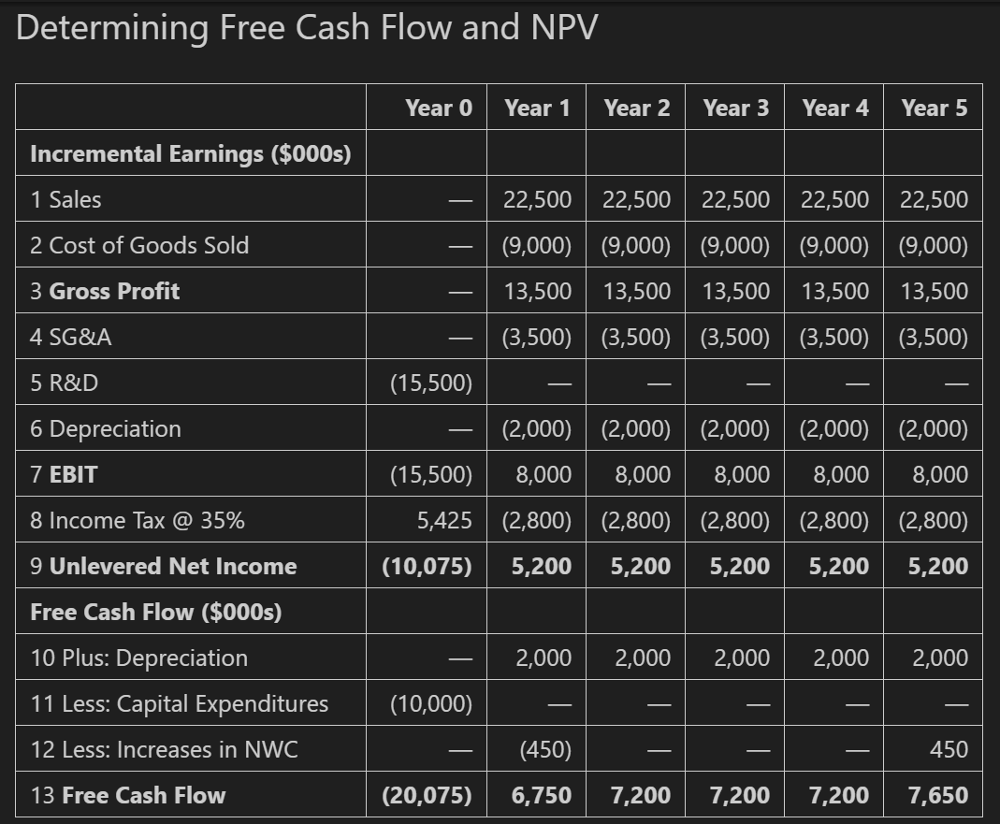 Determining Free Cash Flow and NPV
Year 0 Year 1 Year 2 Year 3 Year 4 Year 5
Incremental Earnings ($000s)
1 Sales — 22,500 22,500 22,500 22,500 22,500
2 Cost of Goods Sold — (9,000) (9,000) (9,000) (9,000) (9,000)
3 Gross Profit — 13,500 13,500 13,500 13,500 13,500
4 SG&A — (3,500) (3,500) (3,500) (3,500) (3,500)
5 R&D (15,500) — — — — —
6 Depreciation — (2,000) (2,000) (2,000) (2,000) (2,000)
7 EBIT (15,500) 8,000 8,000 8,000 8,000 8,000
8 Income Tax @ 35% 5,425 (2,800) (2,800) (2,800) (2,800) (2,800)
9 Unlevered Net Income (10,075) 5,200 5,200 5,200 5,200 5,200
Free Cash Flow ($000s)
10 Plus: Depreciation — 2,000 2,000 2,000 2,000 2,000
11 Less: Capital Expenditures (10,000) — — — — —
12 Less: Increases in NWC — (450) — — — 450
13 Free Cash Flow (20,075) 6,750 7,200 7,200 7,200 7,650